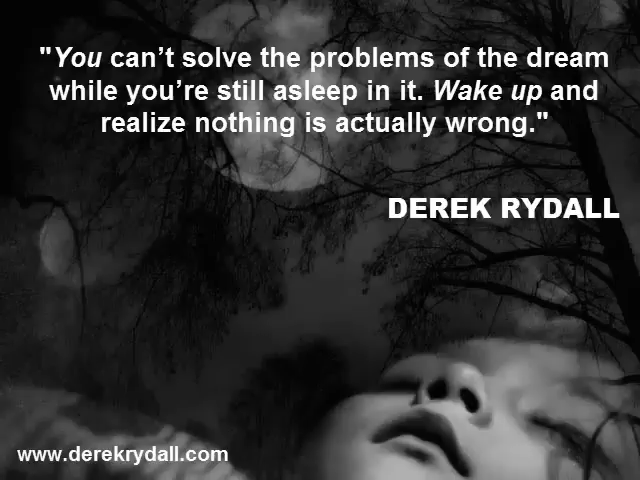 "You can’t solve the problems of the dream
while you’re still asleep in it. Wake up and
realize nothing is actually wrong."
DEREK RYDALL
www.derekrydall.com